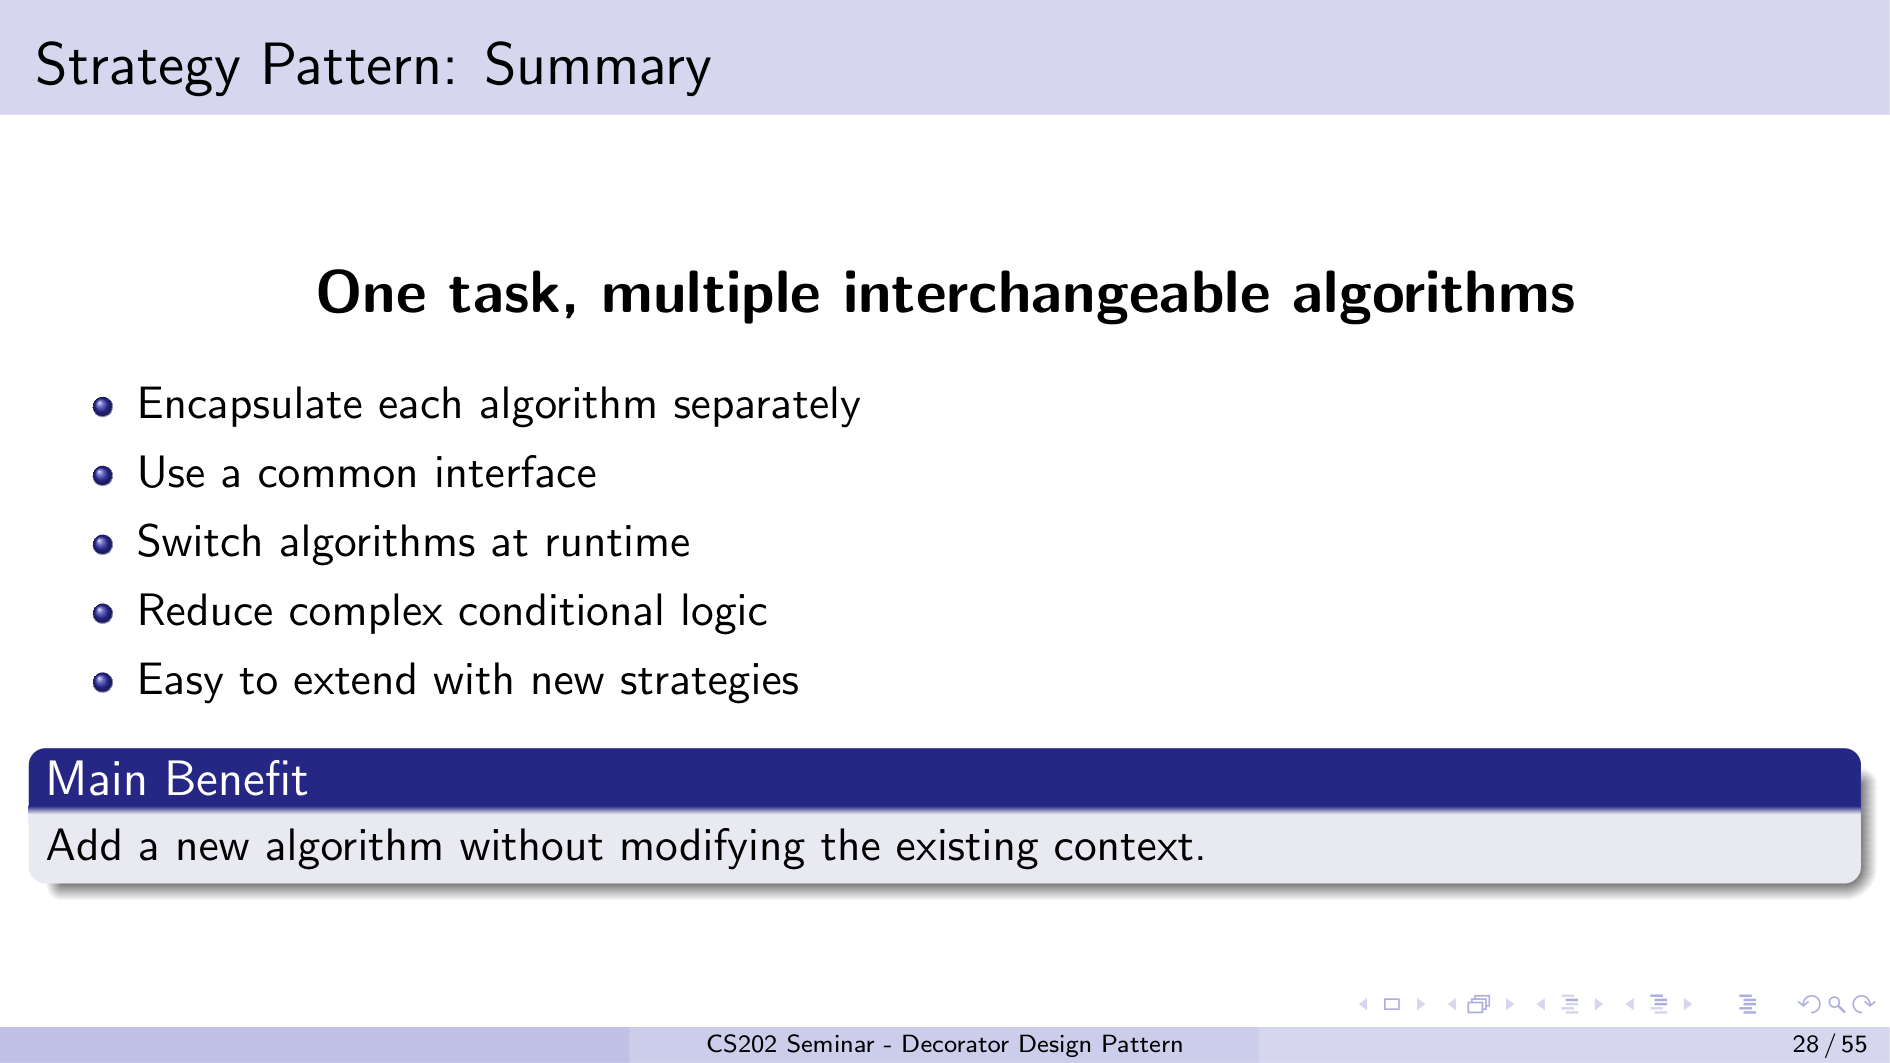 Strategy Pattern: Summary
One task, multiple interchangeable algorithms
Encapsulate each algorithm separately
Use a common interface
Switch algorithms at runtime
Reduce complex conditional logic
Easy to extend with new strategies
Main Benefit
Add a new algorithm without modifying the existing context.
CS202 Seminar - Decorator Design Pattern
28 / 55